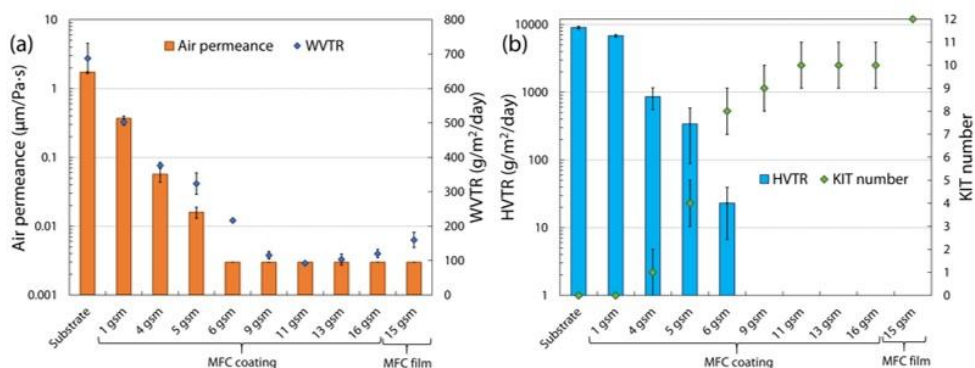 (a)
Air permeance
WVTR
Air permeance (µm/Pa·s)
10
1
0.1
0.01
0.001
WVTR (g/m²/day)
800
700
600
500
400
300
200
100
0
Substrate
1 gsm
4 gsm
5 gsm
6 gsm
9 gsm
11 gsm
13 gsm
16 gsm
15 gsm
MFC coating
MFC film
(b)
HVTR
KIT number
HVTR (g/m²/day)
10000
1000
100
10
1
KIT number
12
11
10
9
8
7
6
5
4
3
2
1
0
Substrate
1 gsm
4 gsm
5 gsm
6 gsm
9 gsm
11 gsm
13 gsm
16 gsm
15 gsm
MFC coating
MFC film